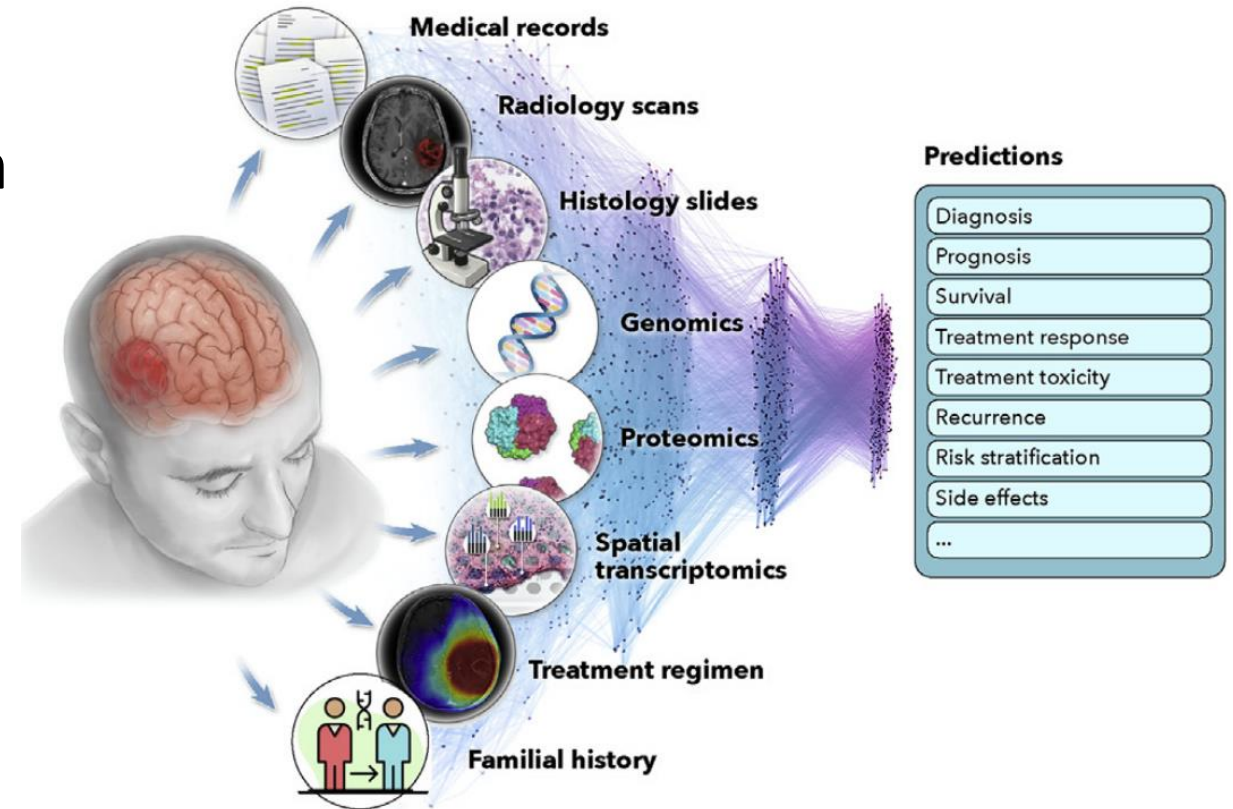 Medical records
Radiology scans
Histology slides
Genomics
Proteomics
Spatial
transcriptomics
Treatment regimen
Familial history
Predictions
Diagnosis
Prognosis
Survival
Treatment response
Treatment toxicity
Recurrence
Risk stratification
Side effects
...